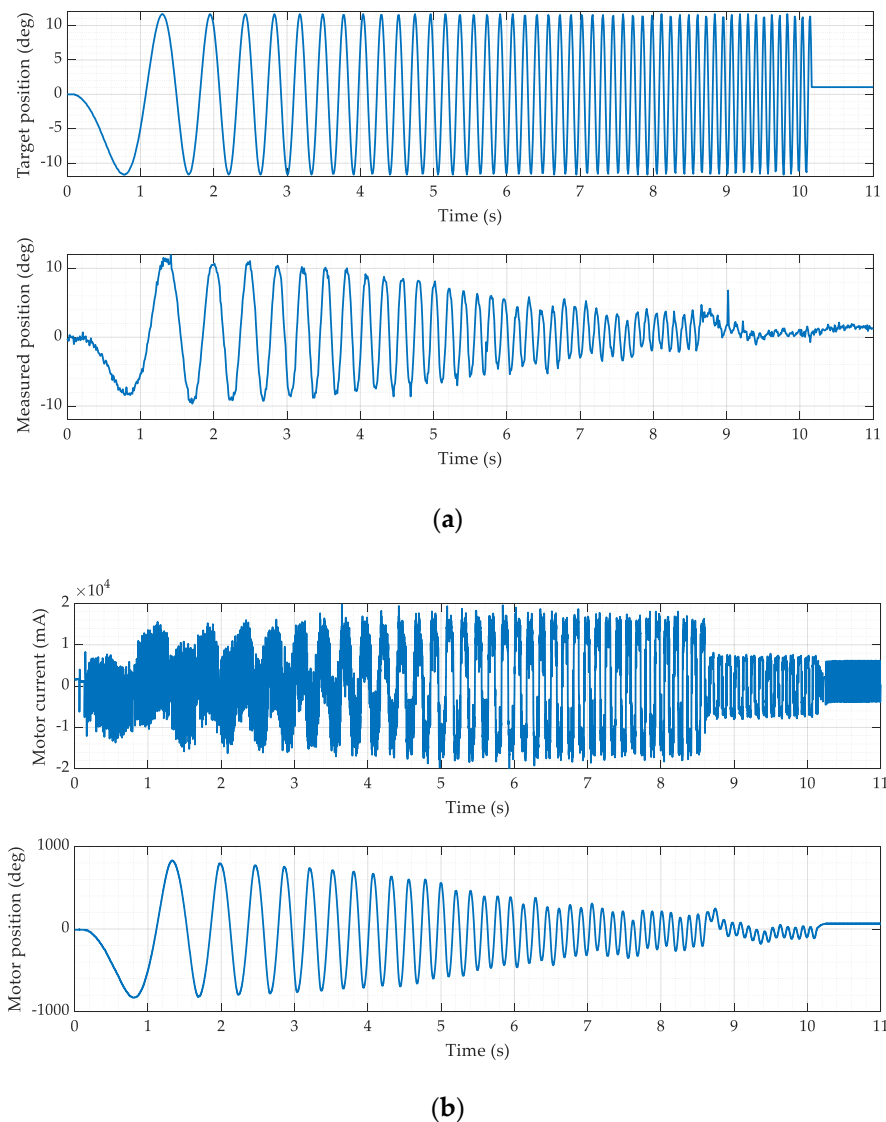 Target position (deg)
10
5
0
-5
-10
0 1 2 3 4 5 6 7 8 9 10 11
Time (s)
Measured position (deg)
10
0
-10
0 1 2 3 4 5 6 7 8 9 10 11
Time (s)
(a)
×10⁴
Motor current (mA)
2
1
0
-1
-2
0 1 2 3 4 5 6 7 8 9 10 11
Time (s)
Motor position (deg)
1000
0
-1000
0 1 2 3 4 5 6 7 8 9 10 11
Time (s)
(b)